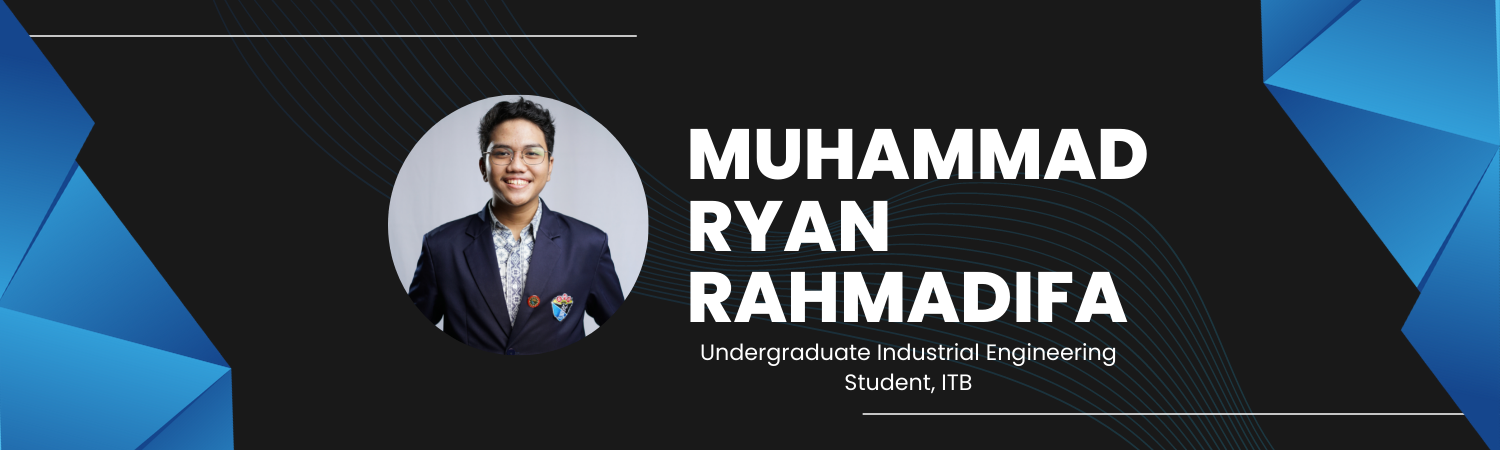 MUHAMMAD
RYAN
RAHMADIFA
Undergraduate Industrial Engineering
Student, ITB